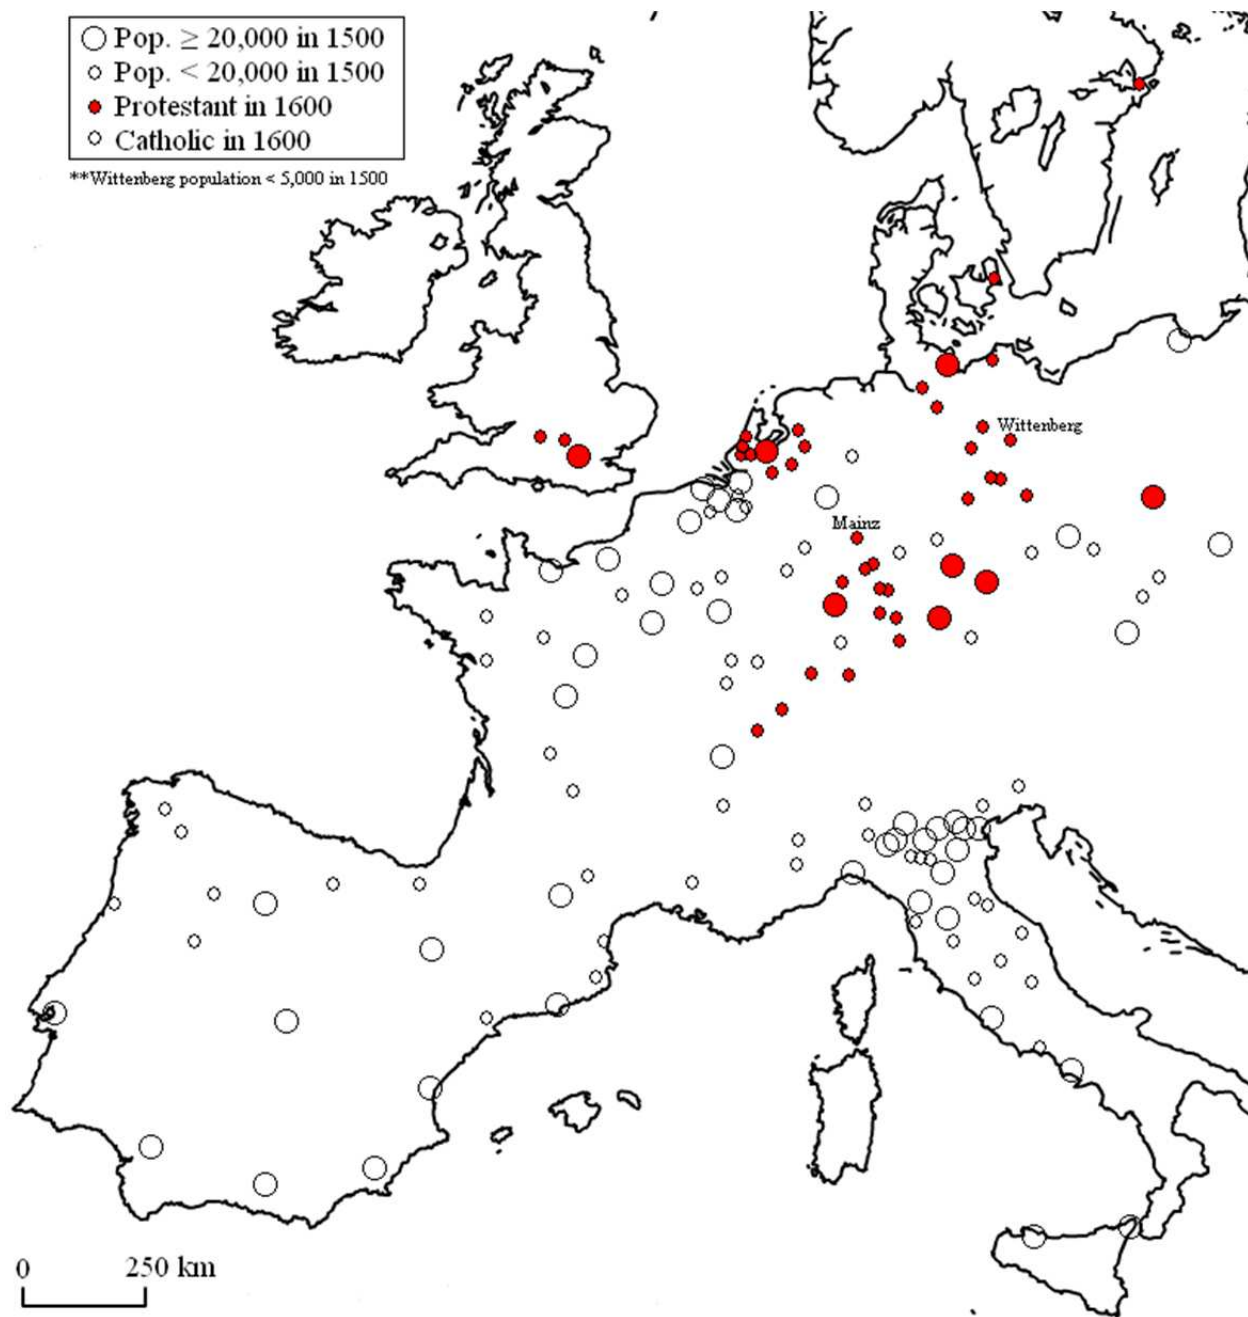 Pop. ≥ 20,000 in 1500
Pop. < 20,000 in 1500
Protestant in 1600
Catholic in 1600
**Wittenberg population < 5,000 in 1500
Wittenberg
Mainz
0 250 km